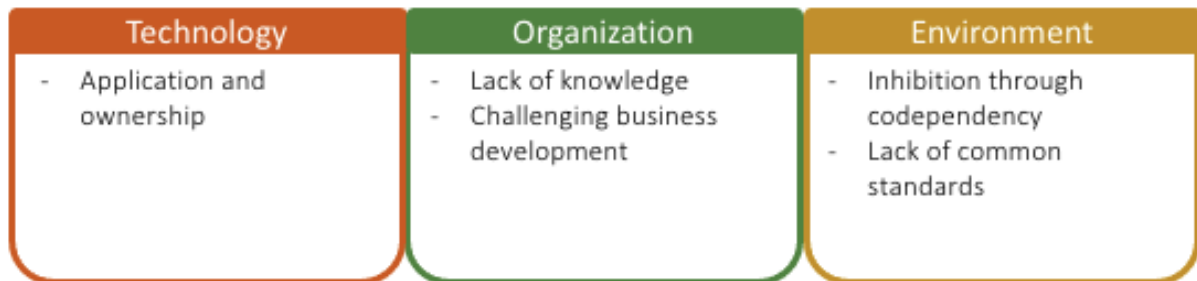 Technology
- Application and
ownership
Organization
- Lack of knowledge
- Challenging business
development
Environment
- Inhibition through
codependency
- Lack of common
standards